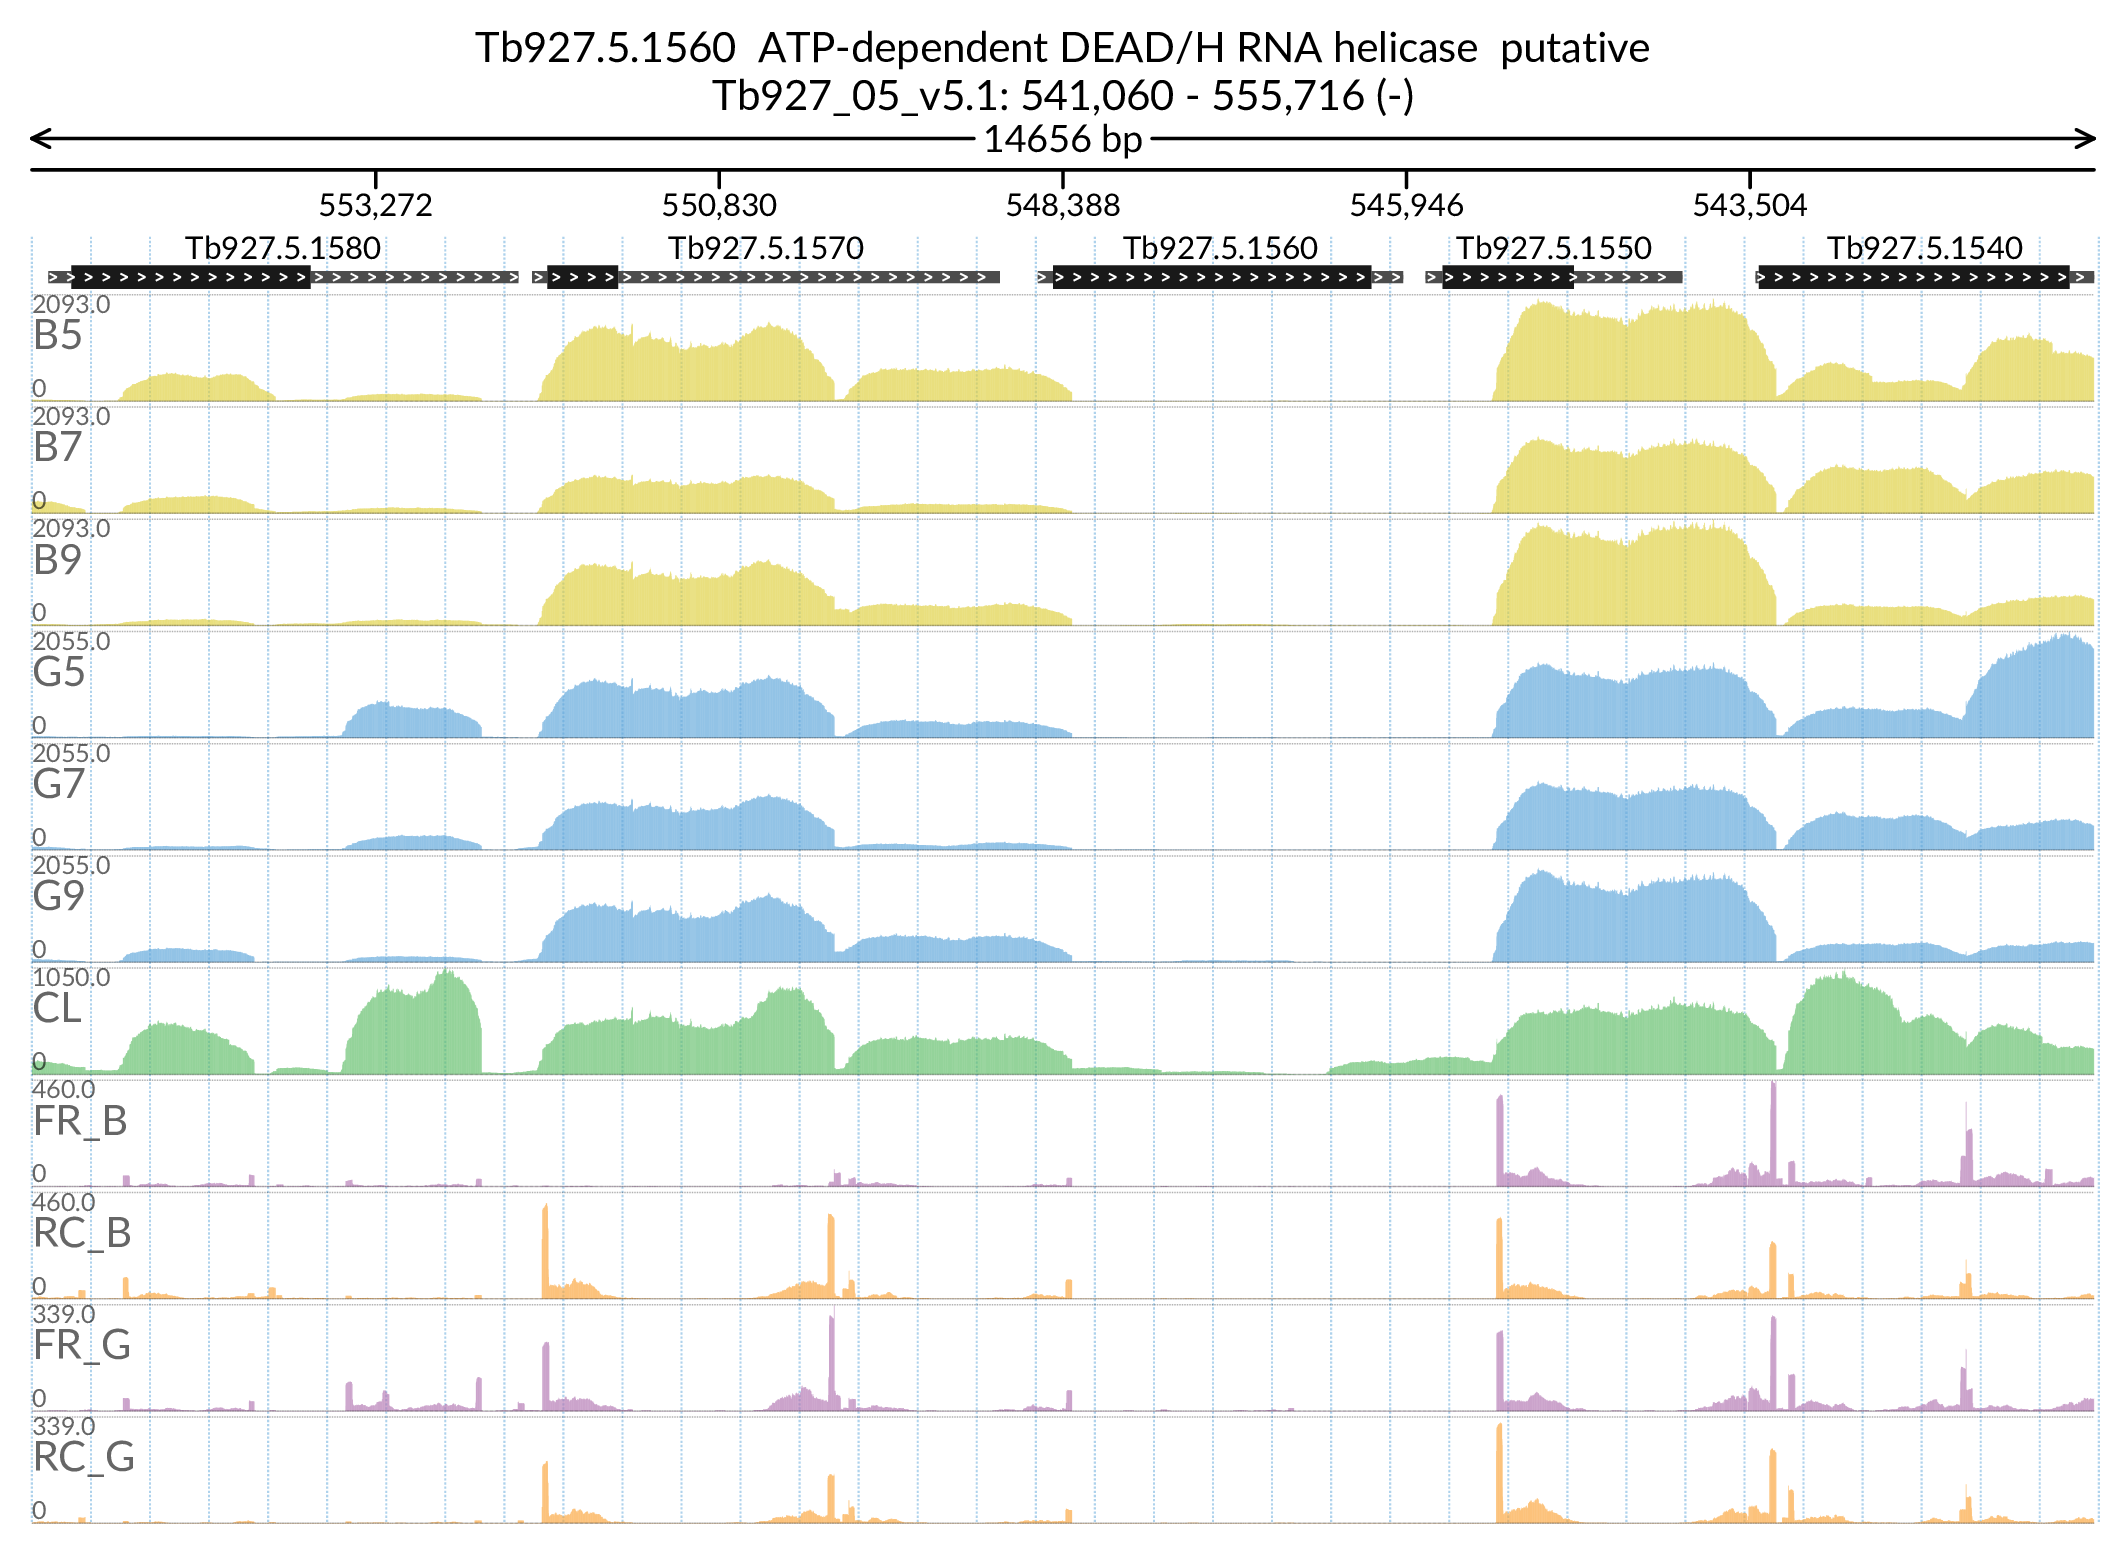 Tb927.5.1560  ATP-dependent DEAD/H RNA helicase  putative
Tb927_05_v5.1: 541,060 - 555,716 (-)
14656 bp
553,272 550,830 548,388 545,946 543,504
Tb927.5.1580 Tb927.5.1570 Tb927.5.1560 Tb927.5.1550 Tb927.5.1540
2093.0
B5
0
2093.0
B7
0
2093.0
B9
0
2055.0
G5
0
2055.0
G7
0
2055.0
G9
0
1050.0
CL
0
460.0
FR_B
0
460.0
RC_B
0
339.0
FR_G
0
339.0
RC_G
0